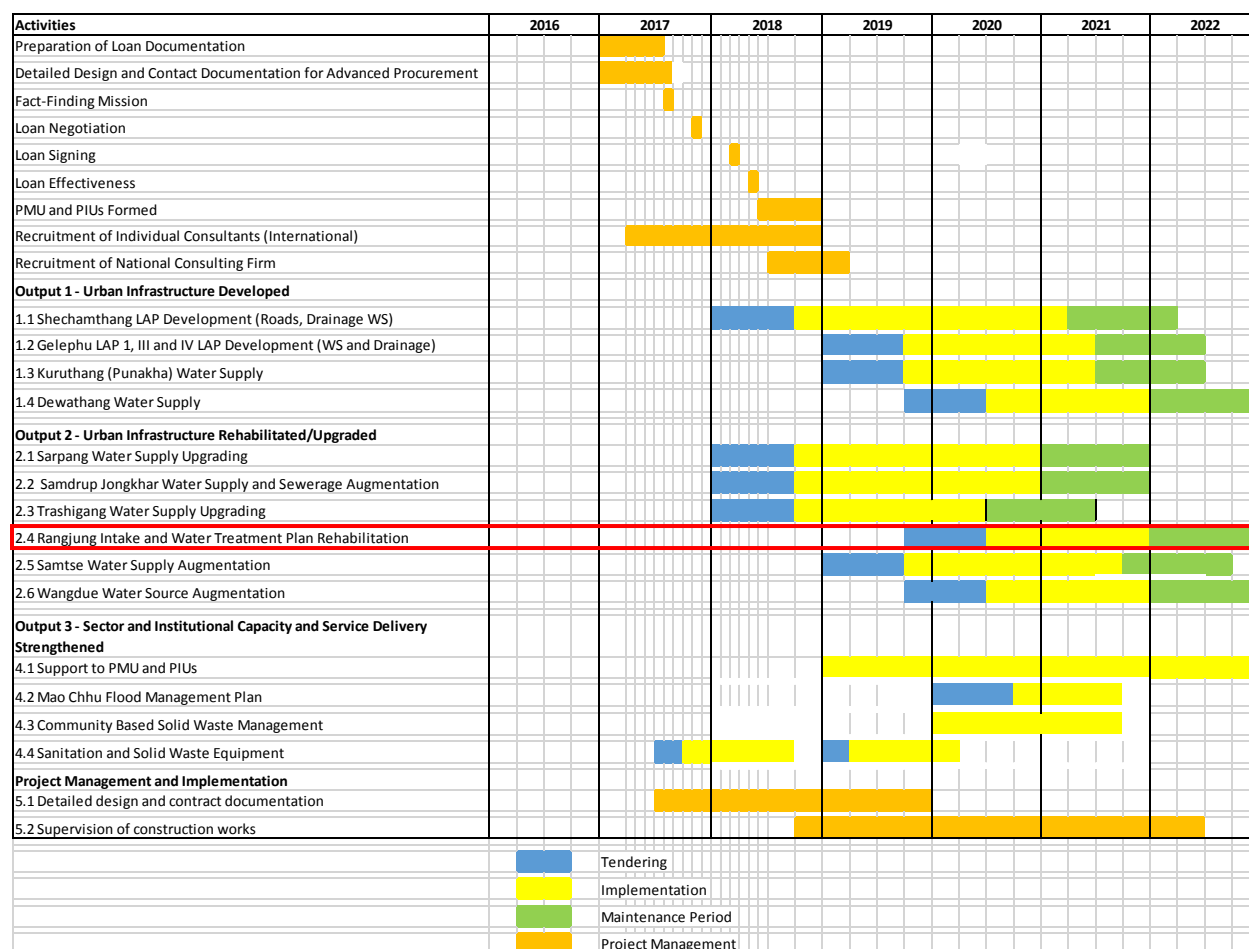 Activities 2016 2017 2018 2019 2020 2021 2022
Preparation of Loan Documentation
Detailed Design and Contact Documentation for Advanced Procurement
Fact-Finding Mission
Loan Negotiation
Loan Signing
Loan Effectiveness
PMU and PIUs Formed
Recruitment of Individual Consultants (International)
Recruitment of National Consulting Firm
Output 1 - Urban Infrastructure Developed
1.1 Shechamthang LAP Development (Roads, Drainage WS)
1.2 Gelephu LAP 1, III and IV LAP Development (WS and Drainage)
1.3 Kuruthang (Punakha) Water Supply
1.4 Dewathang Water Supply
Output 2 - Urban Infrastructure Rehabilitated/Upgraded
2.1 Sarpang Water Supply Upgrading
2.2 Samdrup Jongkhar Water Supply and Sewerage Augmentation
2.3 Trashigang Water Supply Upgrading
2.4 Rangjung Intake and Water Treatment Plan Rehabilitation
2.5 Samtse Water Supply Augmentation
2.6 Wangdue Water Source Augmentation
Output 3 - Sector and Institutional Capacity and Service Delivery
Strengthened
4.1 Support to PMU and PIUs
4.2 Mao Chhu Flood Management Plan
4.3 Community Based Solid Waste Management
4.4 Sanitation and Solid Waste Equipment
Project Management and Implementation
5.1 Detailed design and contract documentation
5.2 Supervision of construction works
Tendering
Implementation
Maintenance Period
Project Management